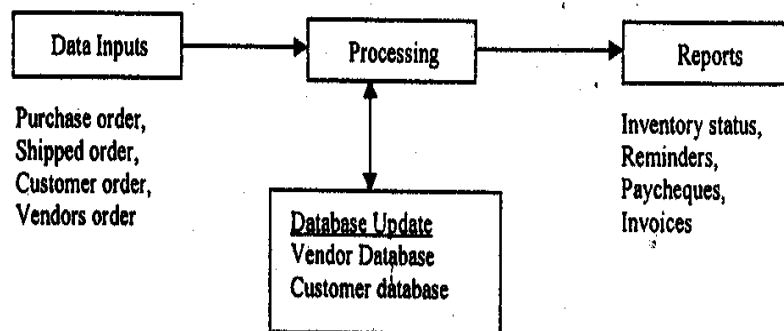 Data Inputs
Processing
Reports
Purchase order,
Shipped order,
Customer order,
Vendors order
Inventory status,
Reminders,
Paycheques,
Invoices
Database Update
Vendor Database
Customer database